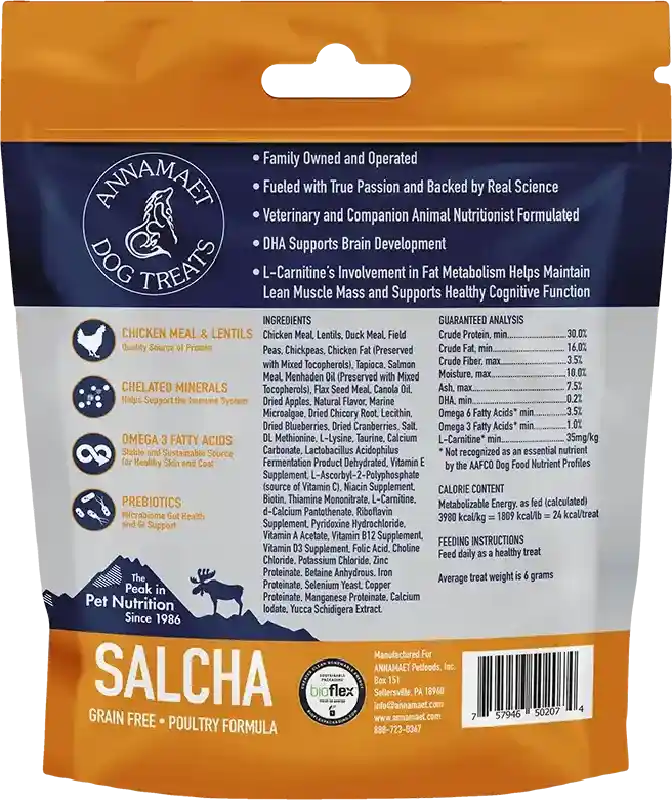 ANNAMAET
DOG TREATS
• Family Owned and Operated
• Fueled with True Passion and Backed by Real Science
• Veterinary and Companion Animal Nutritionist Formulated
• DHA Supports Brain Development
• L-Carnitine's Involvement in Fat Metabolism Helps Maintain
Lean Muscle Mass and Supports Healthy Cognitive Function
CHICKEN MEAL & LENTILS
Quality Source of Protein
CHELATED MINERALS
Helps Support the Immune System
OMEGA 3 FATTY ACIDS
Stable and Sustainable Source
for Healthy Skin and Coat
PREBIOTICS
Microbiome Gut Health
and GI Support
The
Peak in
Pet Nutrition
Since 1986
INGREDIENTS
Chicken Meal, Lentils, Duck Meal, Field
Peas, Chickpeas, Chicken Fat (Preserved
with Mixed Tocopherols), Tapioca, Salmon
Meal, Menhaden Oil (Preserved with Mixed
Tocopherols), Flax Seed Meal, Canola Oil,
Dried Apples, Natural Flavor, Marine
Microalgae, Dried Chicory Root, Lecithin,
Dried Blueberries, Dried Cranberries, Salt,
DL Methionine, L-Lysine, Taurine, Calcium
Carbonate, Lactobacillus Acidophilus
Fermentation Product Dehydrated, Vitamin E
Supplement, L-Ascorbyl-2-Polyphosphate
(source of Vitamin C), Niacin Supplement,
Biotin, Thiamine Mononitrate, L-Carnitine,
d-Calcium Pantothenate, Riboflavin
Supplement, Pyridoxine Hydrochloride,
Vitamin A Acetate, Vitamin B12 Supplement,
Vitamin D3 Supplement, Folic Acid, Choline
Chloride, Potassium Chloride, Zinc
Proteinate, Betaine Anhydrous, Iron
Proteinate, Selenium Yeast, Copper
Proteinate, Manganese Proteinate, Calcium
Iodate, Yucca Schidigera Extract.
GUARANTEED ANALYSIS
Crude Protein, min. 30.0%
Crude Fat, min. 16.0%
Crude Fiber, max 3.5%
Moisture, max 10.0%
Ash, max 7.5%
DHA, min 0.2%
Omega 6 Fatty Acids* min 3.5%
Omega 3 Fatty Acids* min 1.0%
L-Carnitine* min 35mg/kg
* Not recognized as an essential nutrient
by the AAFCO Dog Food Nutrient Profiles
CALORIE CONTENT
Metabolizable Energy, as fed (calculated)
3980 kcal/kg = 1809 kcal/lb = 24 kcal/treat
FEEDING INSTRUCTIONS
Feed daily as a healthy treat
Average treat weight is 6 grams
SALCHA
GRAIN FREE • POULTRY FORMULA
SUSTAINABLE
PACKAGING
bioflex
Manufactured For
ANNAMAET Petfoods, Inc.
Box 151
Sellersville, PA 18960
info@annamaet.com
www.annamaet.com
888-723-0367
7 57946 50207 4